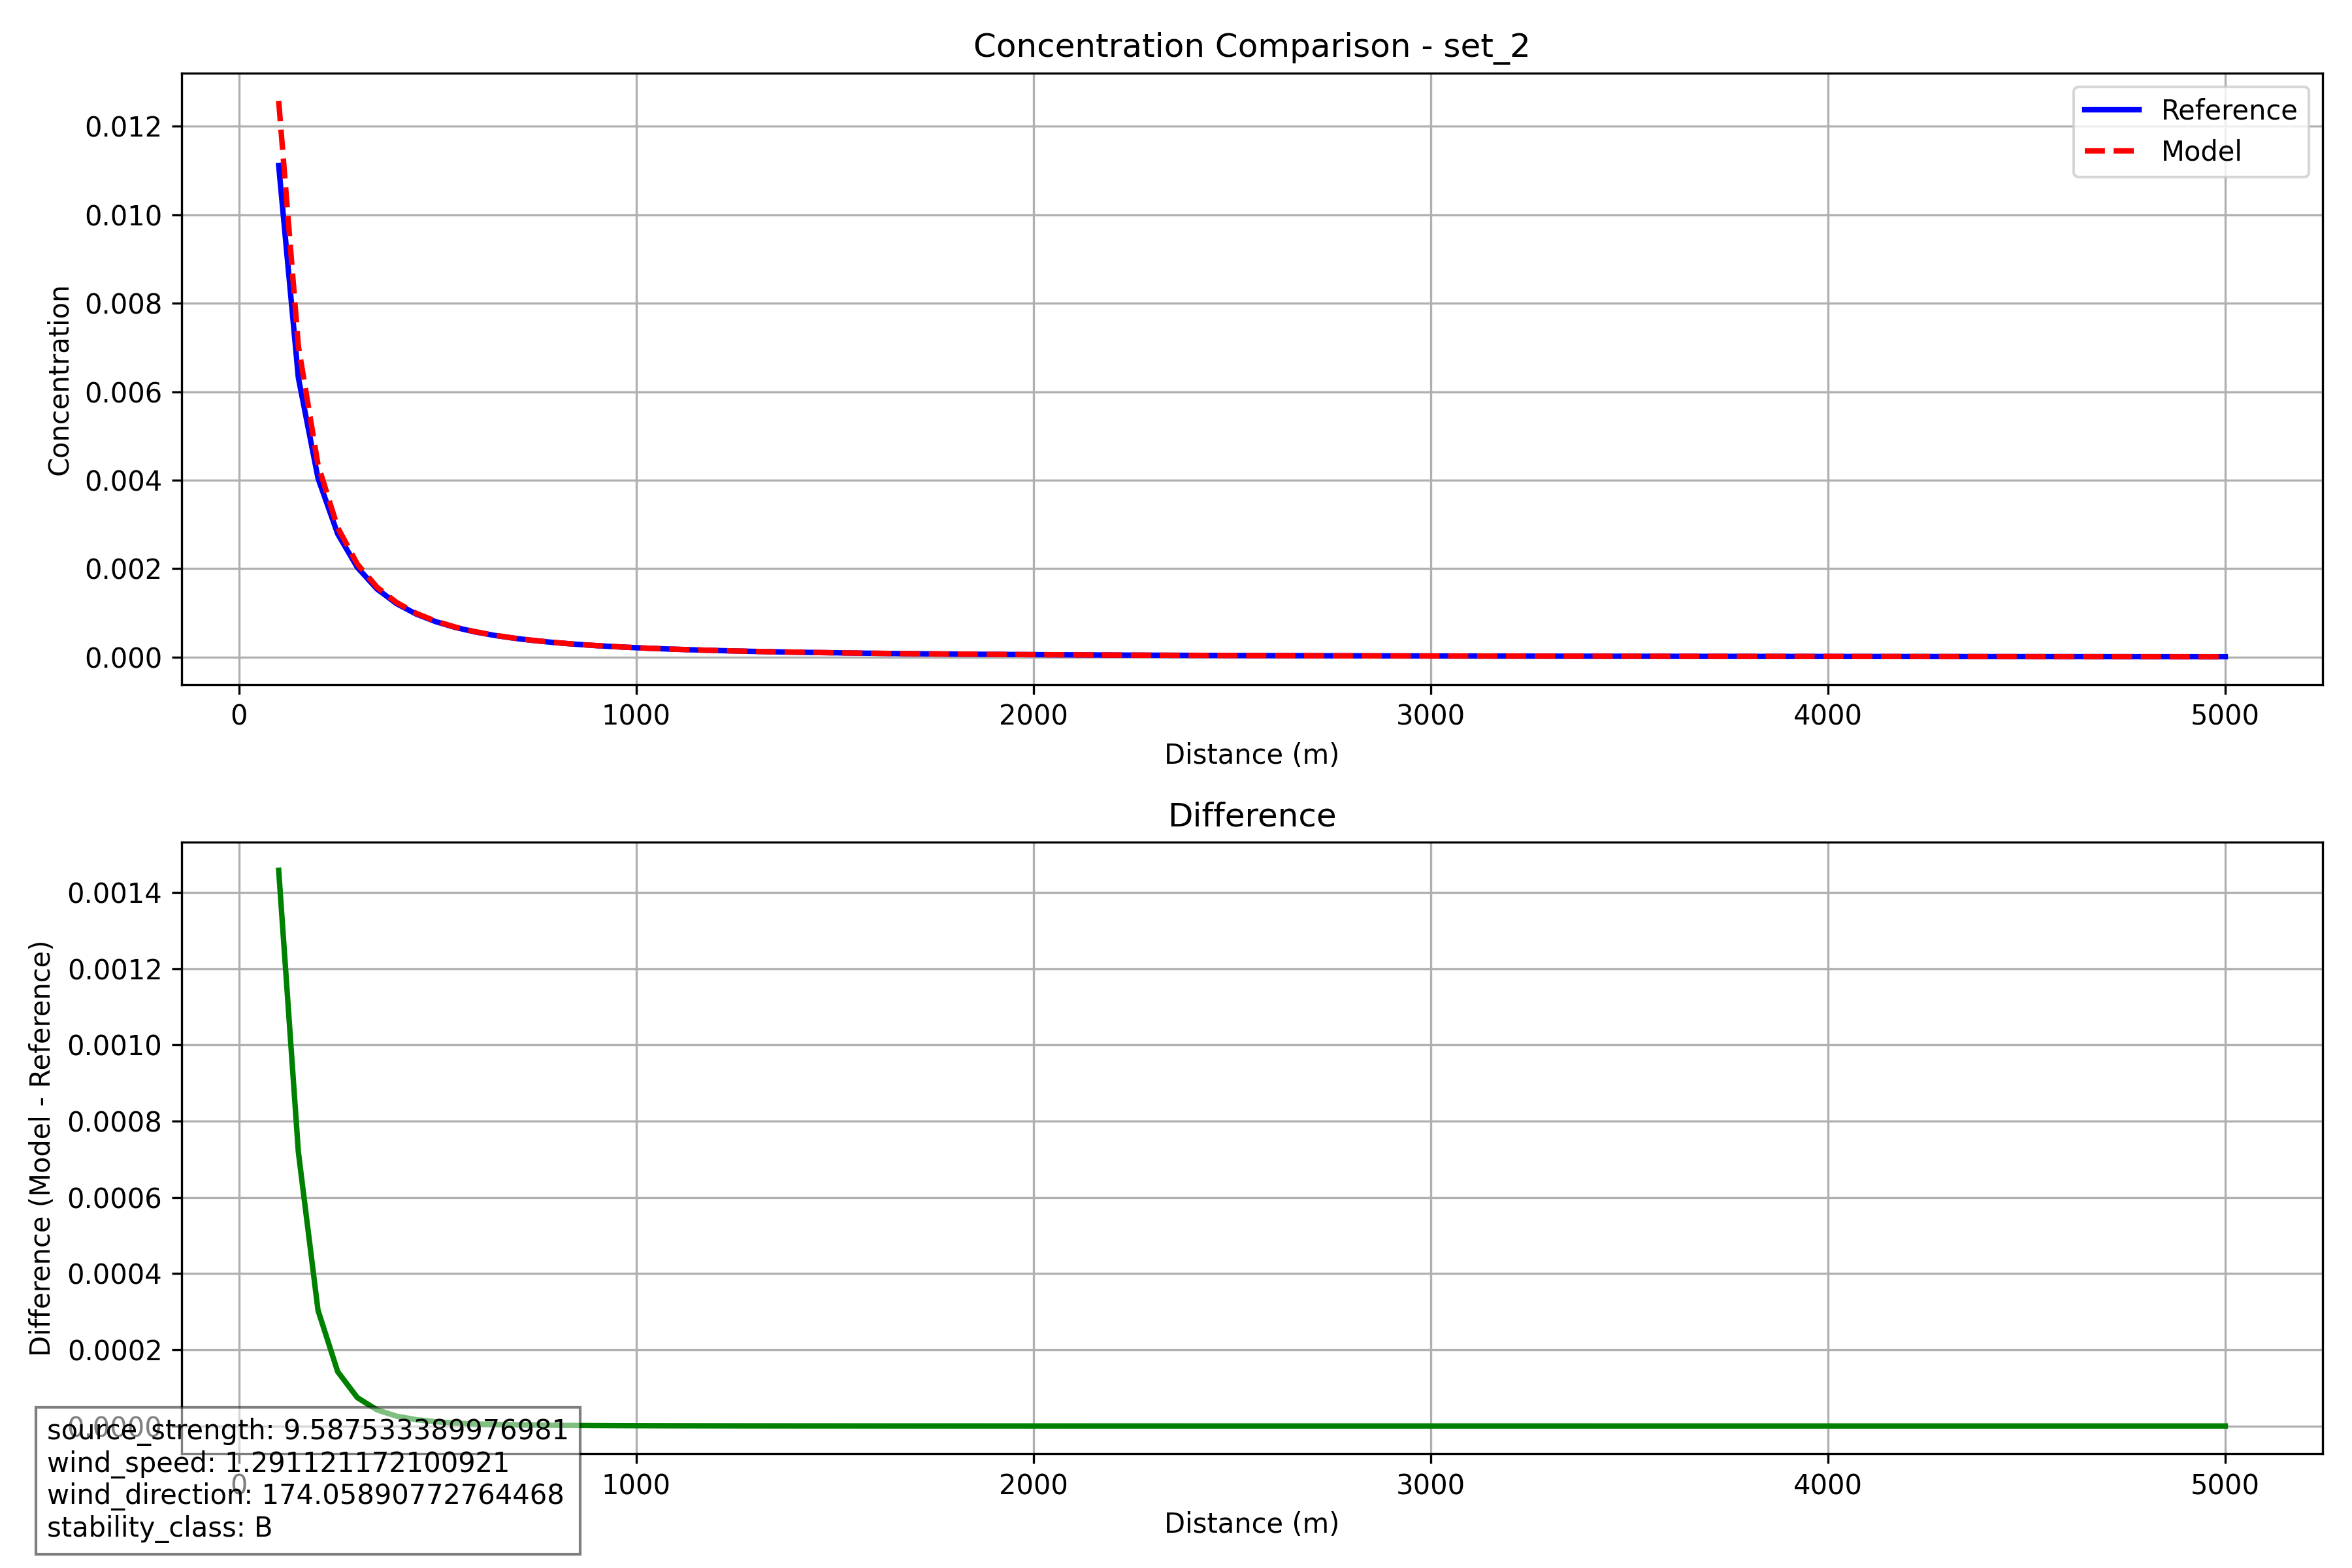 Concentration Comparison - set_2
Reference
Model
Concentration
0.012
0.010
0.008
0.006
0.004
0.002
0.000
0 1000 2000 3000 4000 5000
Distance (m)
Difference
Difference (Model - Reference)
0.0014
0.0012
0.0010
0.0008
0.0006
0.0004
0.0002
0.0000
0 1000 2000 3000 4000 5000
Distance (m)
source_strength: 9.587533389976981
wind_speed: 1.291121172100921
wind_direction: 174.05890772764468
stability_class: B